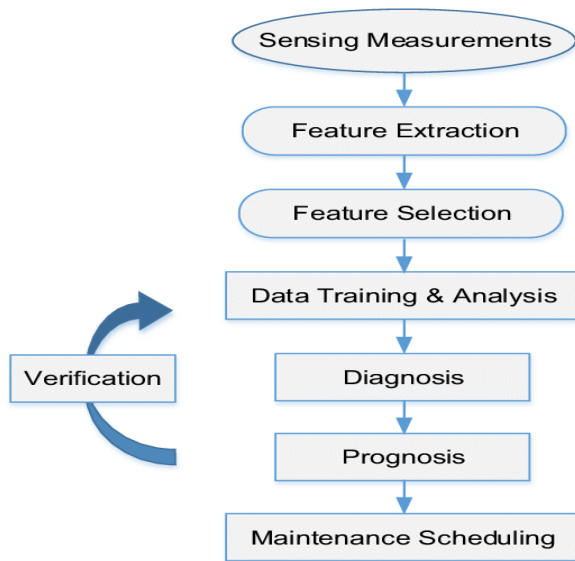 Sensing Measurements
Feature Extraction
Feature Selection
Data Training & Analysis
Verification
Diagnosis
Prognosis
Maintenance Scheduling